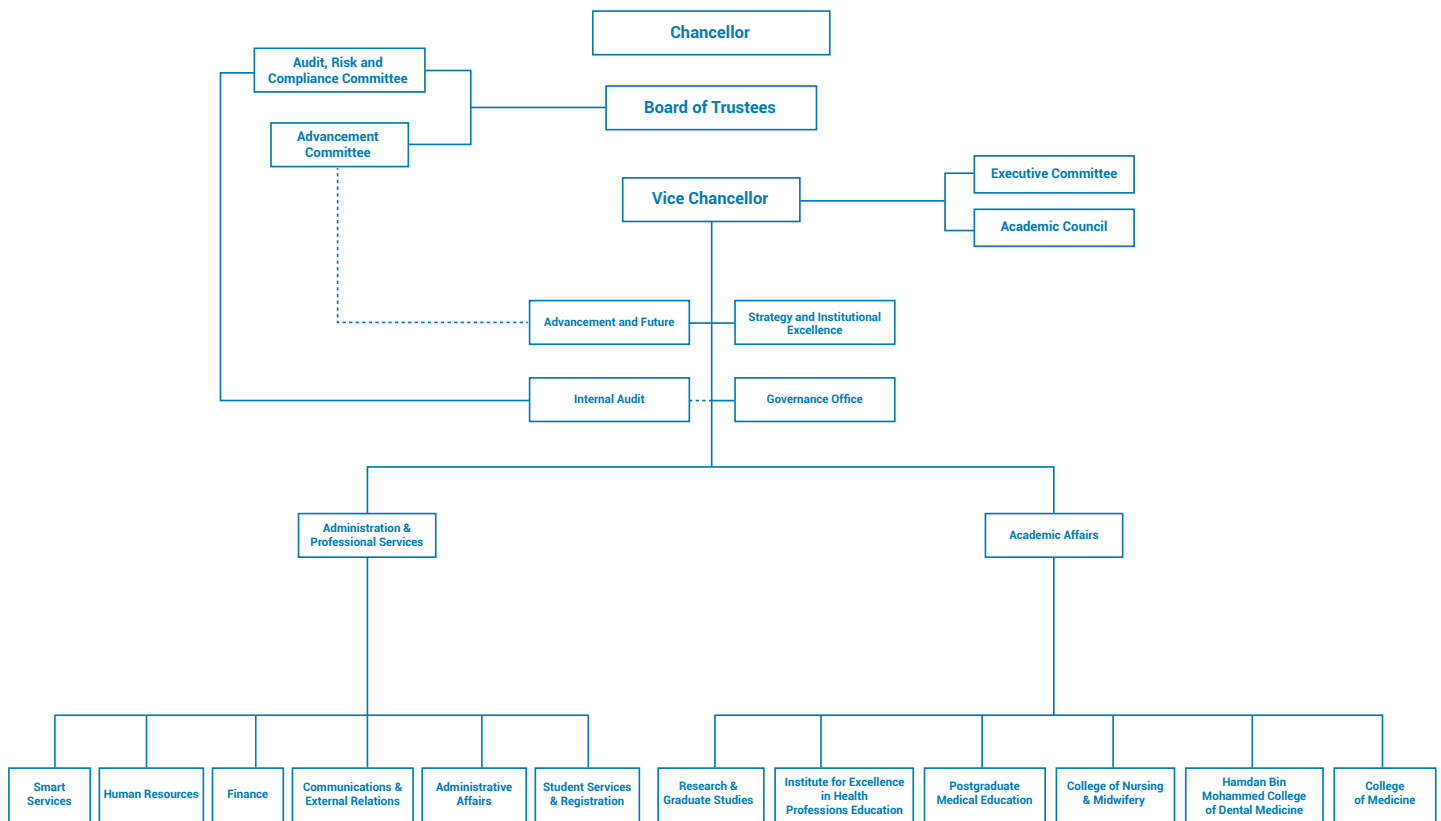 Chancellor
Audit, Risk and
Compliance Committee
Board of Trustees
Advancement
Committee
Executive Committee
Vice Chancellor
Academic Council
Advancement and Future
Strategy and Institutional
Excellence
Internal Audit
Governance Office
Administration &
Professional Services
Academic Affairs
Smart
Services
Human Resources
Finance
Communications &
External Relations
Administrative
Affairs
Student Services
& Registration
Research &
Graduate Studies
Institute for Excellence
in Health
Professions Education
Postgraduate
Medical Education
College of Nursing
& Midwifery
Hamdan Bin
Mohammed College
of Dental Medicine
College
of Medicine